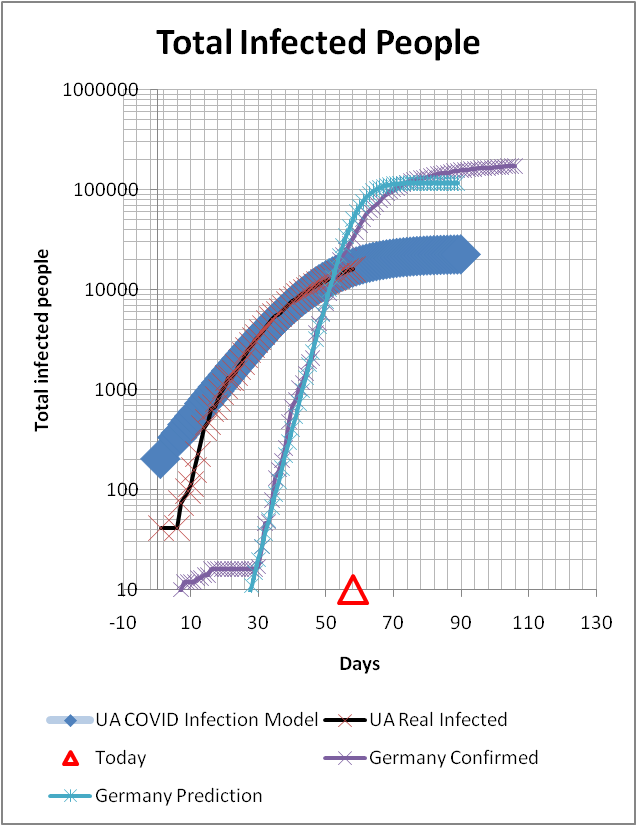 Total Infected People
1000000
100000
10000
1000
100
10
-10 10 30 50 70 90 110 130
Total infected people
Days
UA COVID Infection Model UA Real Infected
Today Germany Confirmed
Germany Prediction